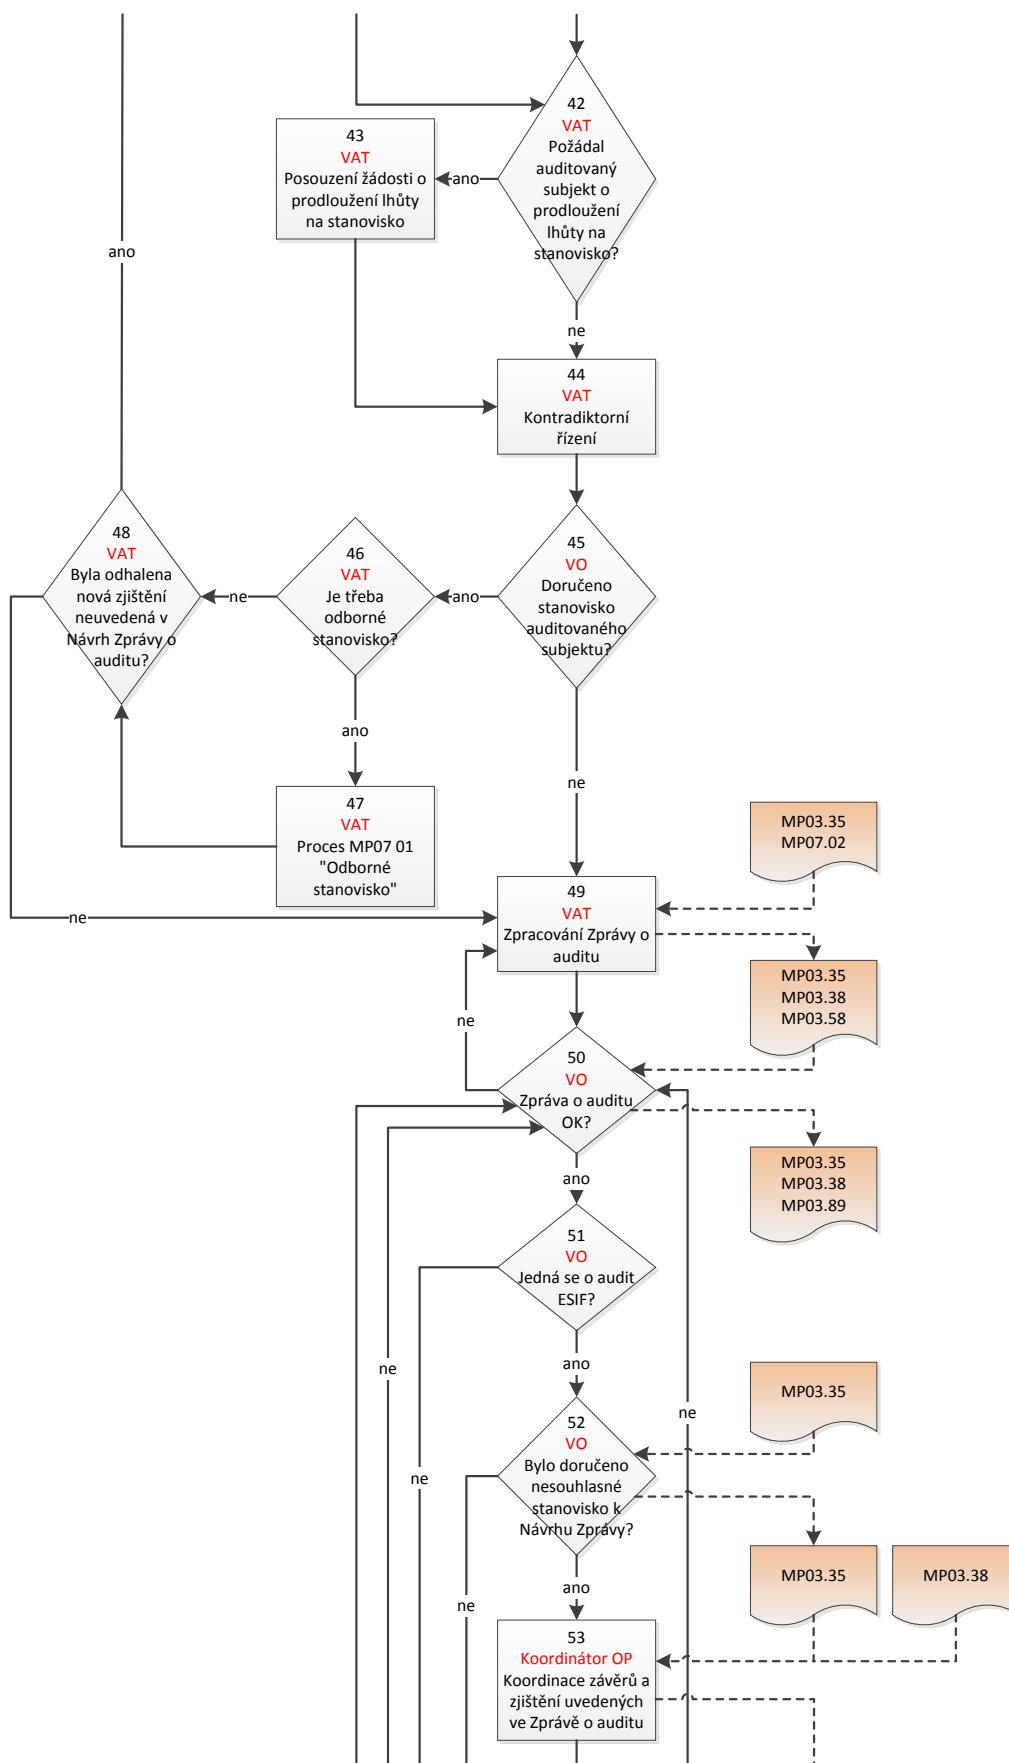 42
VAT
Požádal
auditovaný
subjekt o
prodloužení
lhůty na
stanovisko?
ano
43
VAT
Posouzení žádosti o
prodloužení lhůty
na stanovisko
ano
ne
44
VAT
Kontradiktorní
řízení
45
VO
Doručeno
stanovisko
auditovaného
subjektu?
ano
46
VAT
Je třeba
odborné
stanovisko?
ne
48
VAT
Byla odhalena
nová zjištění
neuvedená v
Návrh Zprávy o
auditu?
ano
ne
47
VAT
Proces MP07 01
"Odborné
stanovisko"
MP03.35
MP07.02
ne
49
VAT
Zpracování Zprávy o
auditu
MP03.35
MP03.38
MP03.58
ne
50
VO
Zpráva o auditu
OK?
MP03.35
MP03.38
MP03.89
ano
51
VO
Jedná se o audit
ESIF?
ne
ano
MP03.35
ne
52
VO
Bylo doručeno
nesouhlasné
stanovisko k
Návrhu Zprávy?
ne
MP03.35
MP03.38
ano
ne
53
Koordinátor OP
Koordinace závěrů a
zjištění uvedených
ve Zprávě o auditu